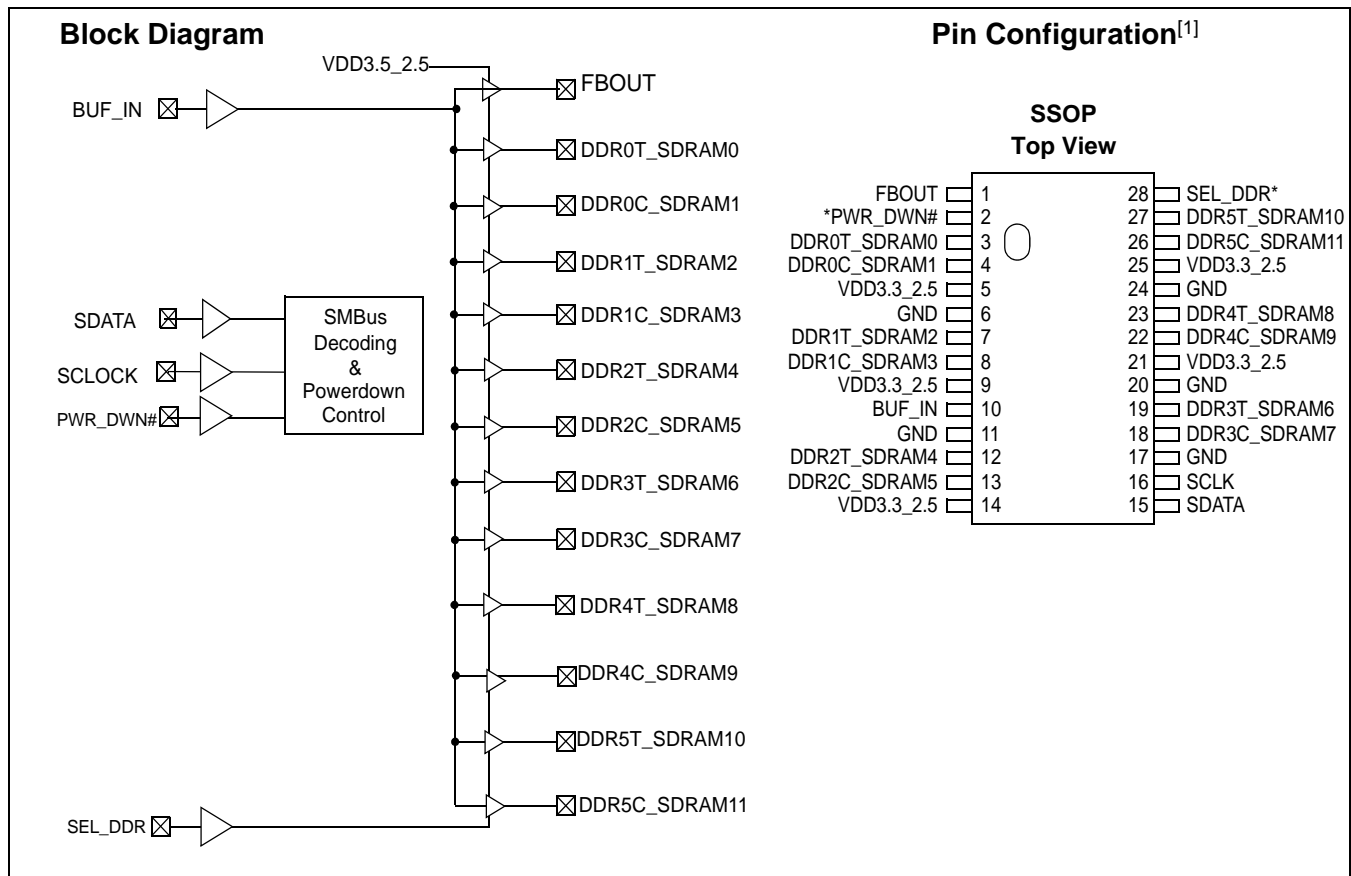 Block Diagram
VDD3.5_2.5
BUF_IN
FBOUT
DDR0T_SDRAM0
DDR0C_SDRAM1
DDR1T_SDRAM2
SDATA
SCLOCK
PWR_DWN#
SMBus
Decoding
&
Powerdown
Control
DDR1C_SDRAM3
DDR2T_SDRAM4
DDR2C_SDRAM5
DDR3T_SDRAM6
DDR3C_SDRAM7
DDR4T_SDRAM8
DDR4C_SDRAM9
DDR5T_SDRAM10
DDR5C_SDRAM11
SEL_DDR
Pin Configuration[1]
SSOP
Top View
FBOUT 1 28 SEL_DDR*
*PWR_DWN# 2 27 DDR5T_SDRAM10
DDR0T_SDRAM0 3 26 DDR5C_SDRAM11
DDR0C_SDRAM1 4 25 VDD3.3_2.5
VDD3.3_2.5 5 24 GND
GND 6 23 DDR4T_SDRAM8
DDR1T_SDRAM2 7 22 DDR4C_SDRAM9
DDR1C_SDRAM3 8 21 VDD3.3_2.5
VDD3.3_2.5 9 20 GND
BUF_IN 10 19 DDR3T_SDRAM6
GND 11 18 DDR3C_SDRAM7
DDR2T_SDRAM4 12 17 GND
DDR2C_SDRAM5 13 16 SCLK
VDD3.3_2.5 14 15 SDATA